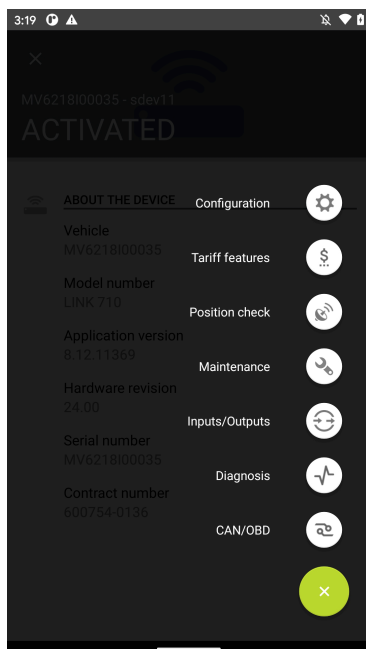 3:19
MV6218I00035 - sdev11
ACTIVATED
ABOUT THE DEVICE
Configuration
Vehicle
MV6218I00035
Tariff features
Model number
LINK 710
Position check
Application version
8.12.11369
Maintenance
Hardware revision
24.00
Inputs/Outputs
Serial number
MV6218I00035
Diagnosis
Contract number
600754-0136
CAN/OBD